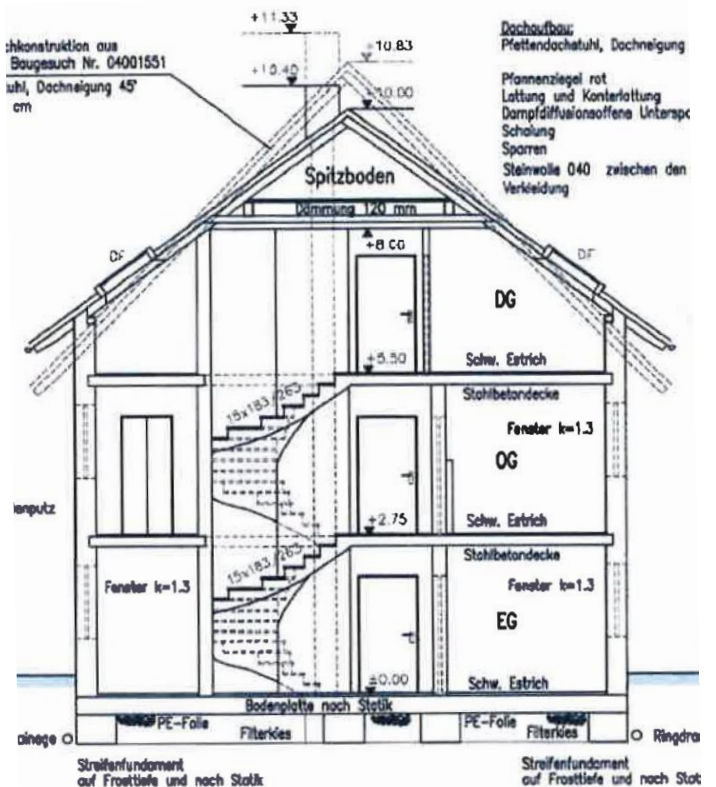 +11.33
+10.83
Dachaufbau:
Pfettendachstuhl, Dachneigung
chkonstruktion aus
Baugesuch Nr. 04001551
+10.40
tuhl, Dachneigung 45°
cm
+10.00
Pfannenziegel rot
Lattung und Konterlattung
Dampfdiffusionsoffene Unterspa
Schalung
Sparren
Steinwolle 040 zwischen den
Verkleidung
Spitzboden
Dämmung 120 mm
+8.00
DF
DF
DG
+5.50
Schw. Estrich
15x183/263
Stahlbetondecke
Fenster k=1.3
OG
enputz
+2.75
Schw. Estrich
15x183/263
Stahlbetondecke
Fenster k=1.3
Fenster k=1.3
EG
±0.00
Schw. Estrich
Bodenplatte nach Statik
PE-Folie
PE-Folie
ainage
Filterkies
Filterkies
Ringdra
Streifenfundament
auf Frosttiefe und nach Statik
Streifenfundament
auf Frosttiefe und nach Stat